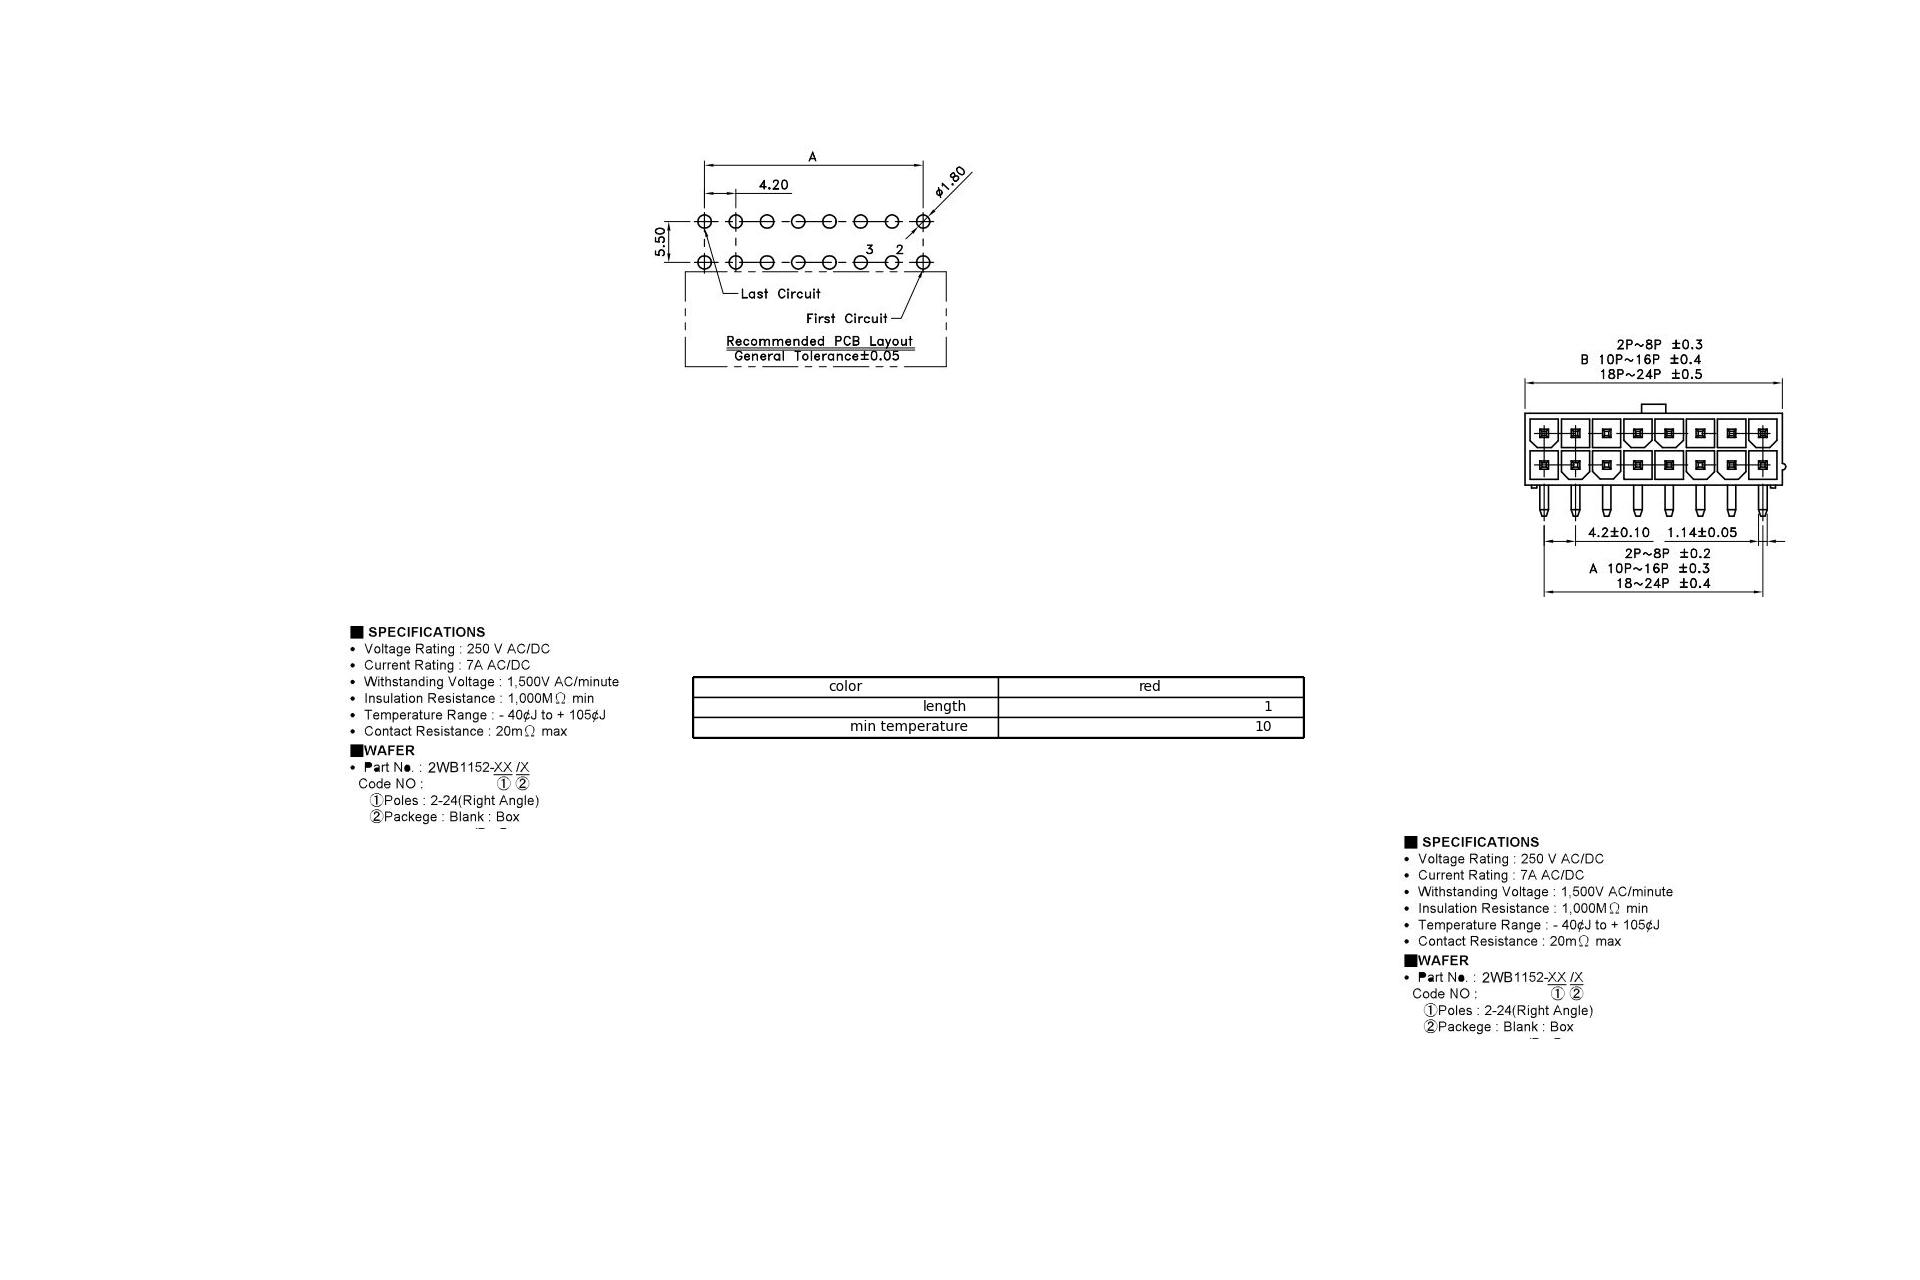 A
4.20
ø1.80
5.50
3 2
Last Circuit
First Circuit
Recommended PCB Layout
General Tolerance±0.05
2P~8P ±0.3
B 10P~16P ±0.4
18P~24P ±0.5
4.2±0.10 1.14±0.05
2P~8P ±0.2
A 10P~16P ±0.3
18~24P ±0.4
■ SPECIFICATIONS
• Voltage Rating : 250 V AC/DC
• Current Rating : 7A AC/DC
• Withstanding Voltage : 1,500V AC/minute
• Insulation Resistance : 1,000MΩ min
• Temperature Range : - 40¢J to + 105¢J
• Contact Resistance : 20mΩ max
■WAFER
• Part No. : 2WB1152-XX /X
Code NO : ① ②
①Poles : 2-24(Right Angle)
②Packege : Blank : Box
color red
length 1
min temperature 10
■ SPECIFICATIONS
• Voltage Rating : 250 V AC/DC
• Current Rating : 7A AC/DC
• Withstanding Voltage : 1,500V AC/minute
• Insulation Resistance : 1,000MΩ min
• Temperature Range : - 40¢J to + 105¢J
• Contact Resistance : 20mΩ max
■WAFER
• Part No. : 2WB1152-XX /X
Code NO : ① ②
①Poles : 2-24(Right Angle)
②Packege : Blank : Box